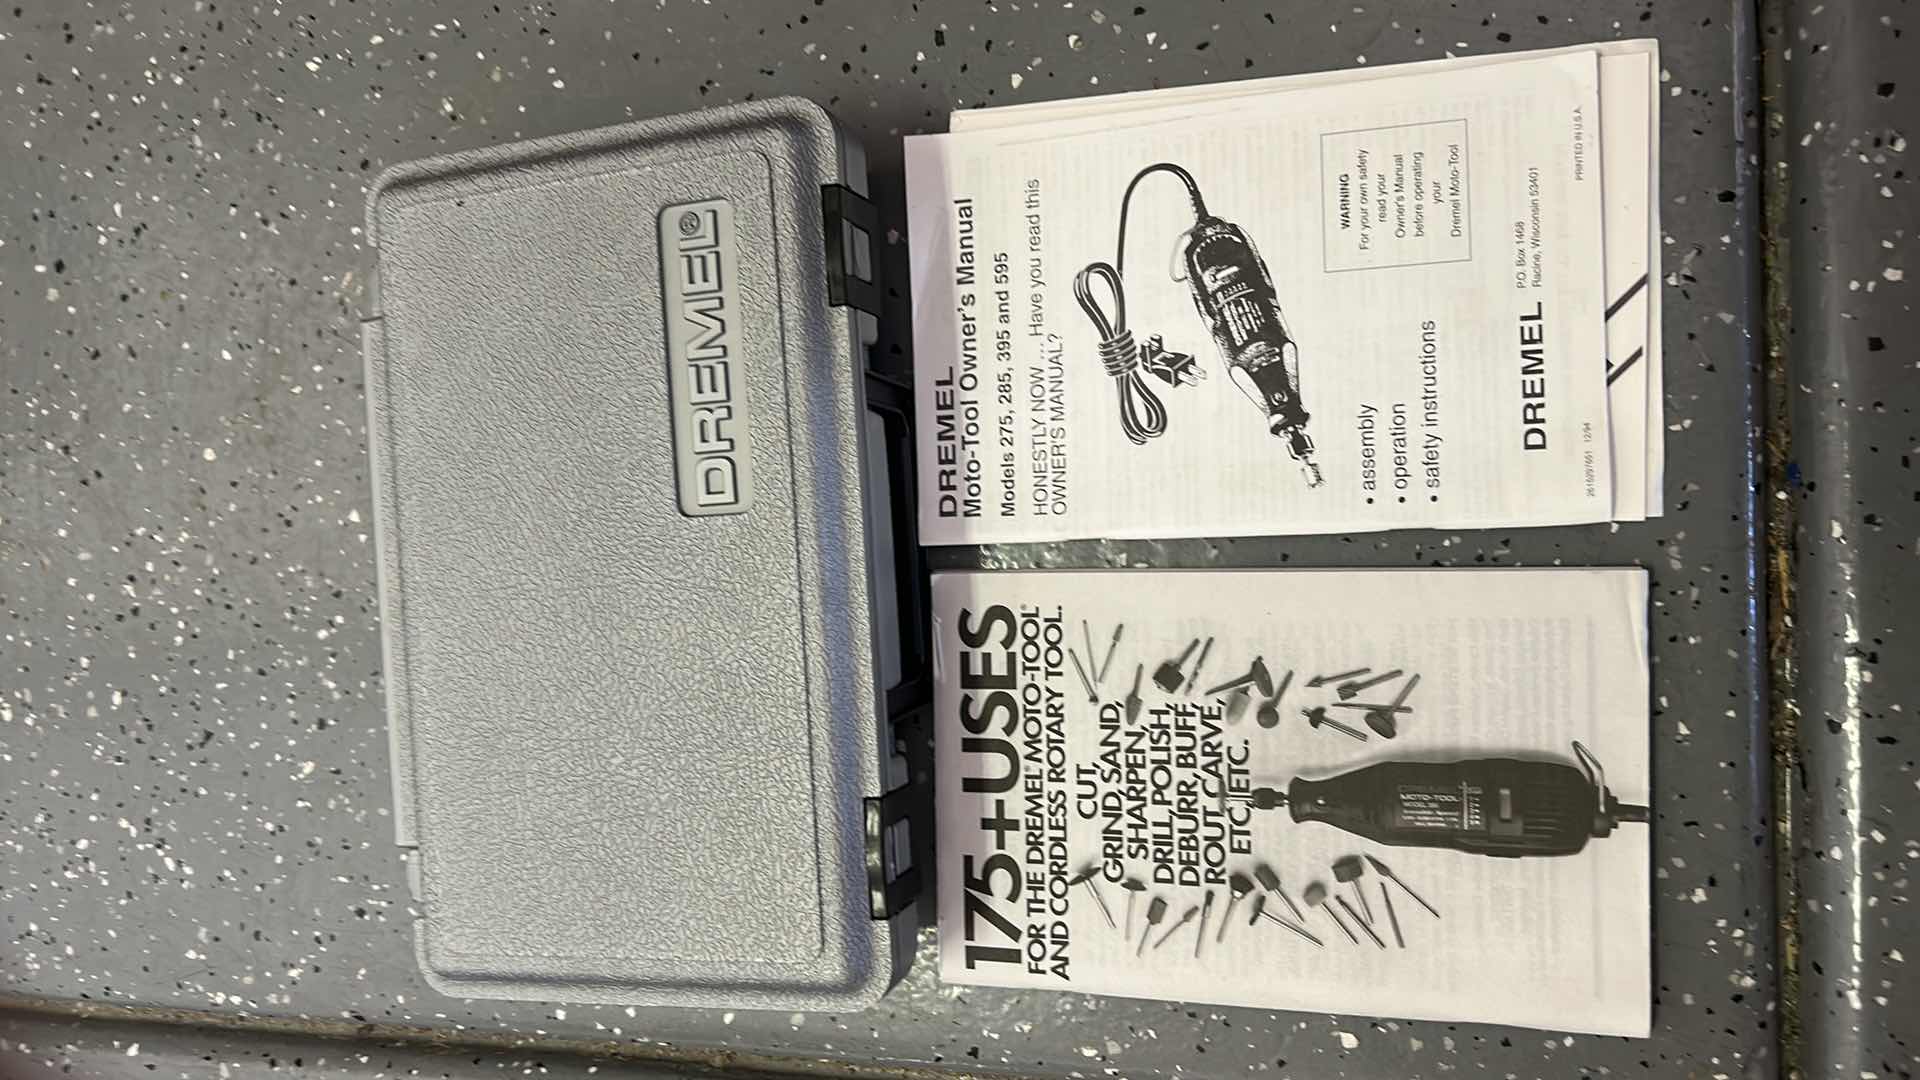 DREMEL®
DREMEL
Moto-Tool Owner's Manual
Models 275, 285, 395 and 595
HONESTLY NOW ... Have you read this
OWNER'S MANUAL?
WARNING
For your own safety
read your
Owner's Manual
before operating
your
Dremel Moto-Tool
• assembly
• operation
• safety instructions
DREMEL
P.O. Box 1468
Racine, Wisconsin 53401
2615297651 12/94
PRINTED IN U.S.A.
175+USES
FOR THE DREMEL® MOTO-TOOL®
AND CORDLESS ROTARY TOOL.
CUT,
GRIND, SAND,
SHARPEN,
DRILL, POLISH,
DEBURR, BUFF,
ROUT, CARVE,
ETC., ETC.
MOTO-TOOL